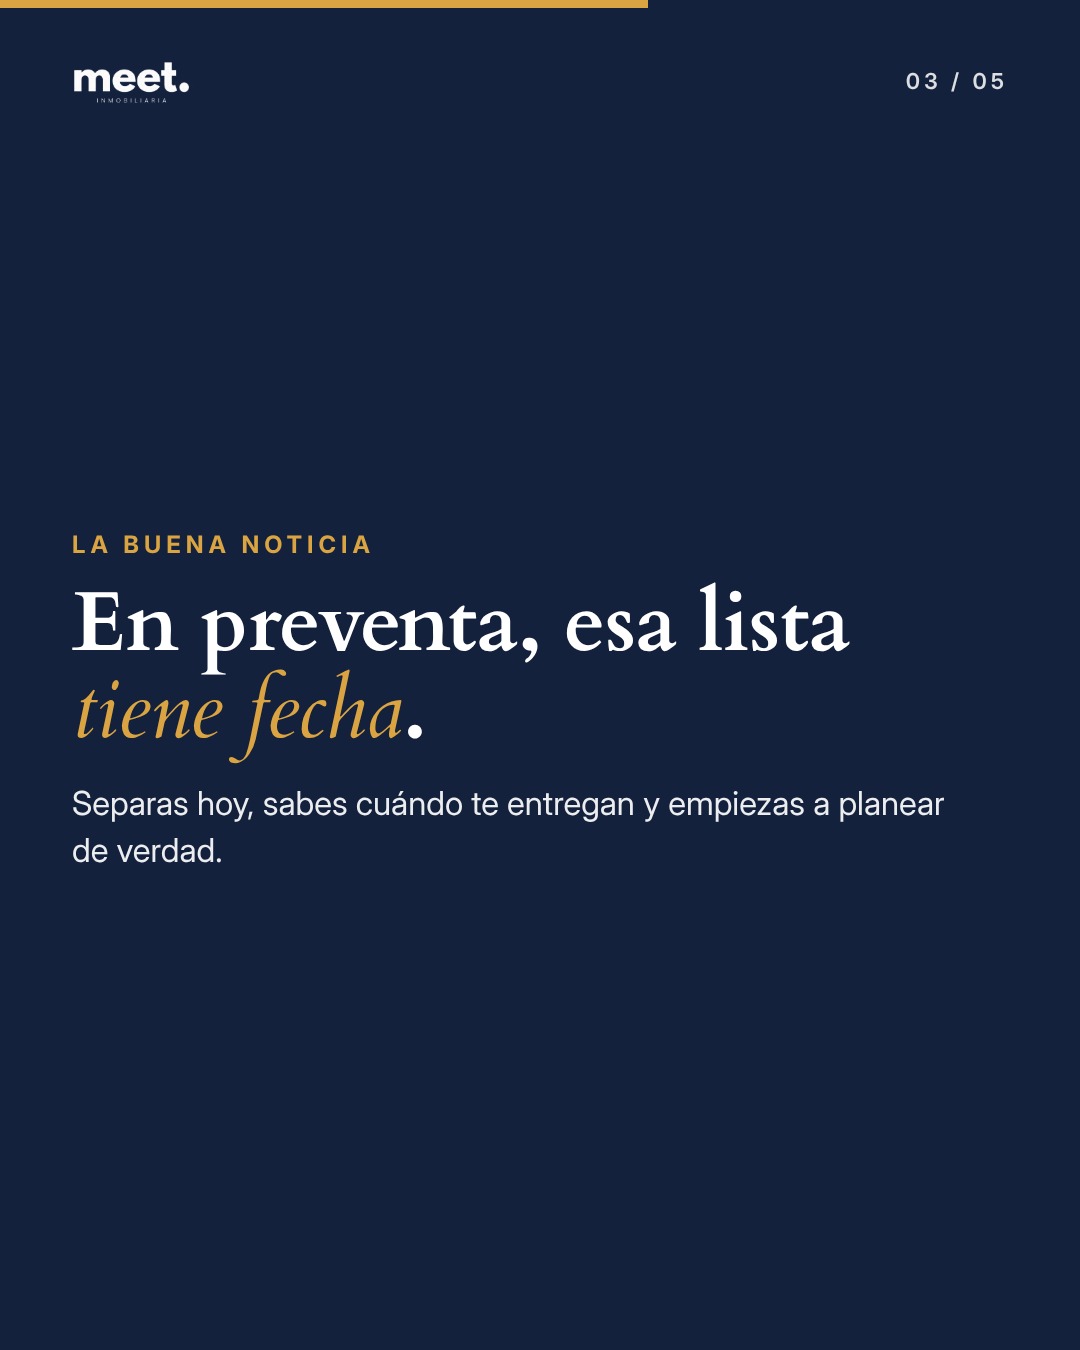 meet.
INMOBILIARIA
03 / 05
LA BUENA NOTICIA
En preventa, esa lista
tiene fecha.
Separas hoy, sabes cuándo te entregan y empiezas a planear
de verdad.